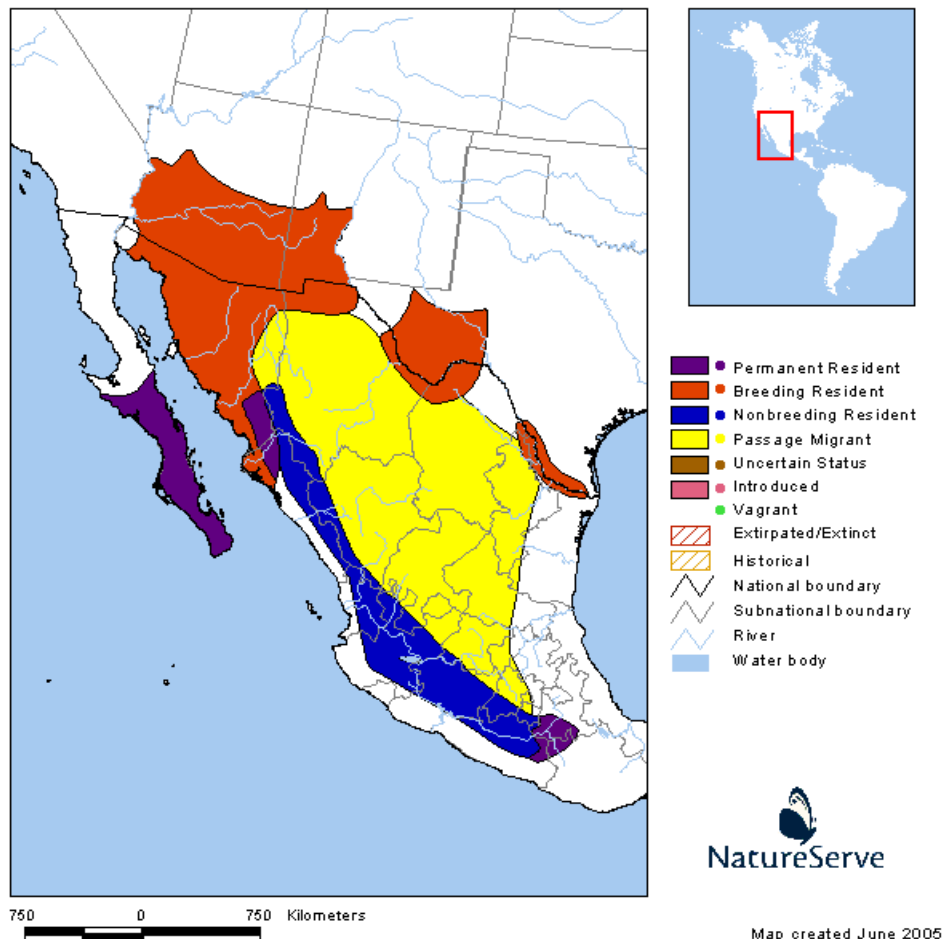 Permanent Resident
Breeding Resident
Nonbreeding Resident
Passage Migrant
Uncertain Status
Introduced
Vagrant
Extirpated/Extinct
Historical
National boundary
Subnational boundary
River
Water body
NatureServe
750 0 750 Kilometers
Map created June 2005